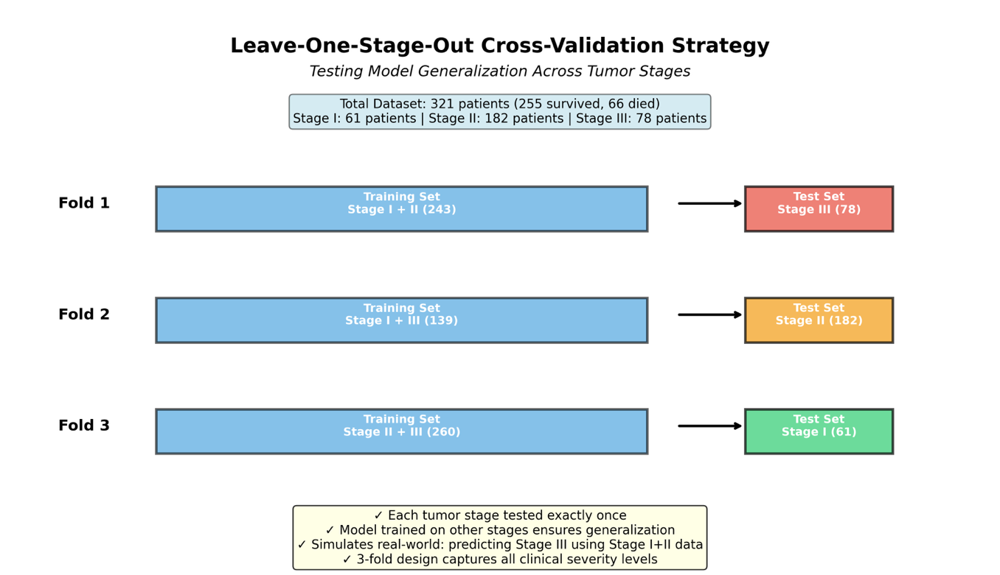 Leave-One-Stage-Out Cross-Validation Strategy
Testing Model Generalization Across Tumor Stages
Total Dataset: 321 patients (255 survived, 66 died)
Stage I: 61 patients | Stage II: 182 patients | Stage III: 78 patients
Fold 1
Training Set
Stage I + II (243)
Test Set
Stage III (78)
Fold 2
Training Set
Stage I + III (139)
Test Set
Stage II (182)
Fold 3
Training Set
Stage II + III (260)
Test Set
Stage I (61)
✓ Each tumor stage tested exactly once
✓ Model trained on other stages ensures generalization
✓ Simulates real-world: predicting Stage III using Stage I+II data
✓ 3-fold design captures all clinical severity levels